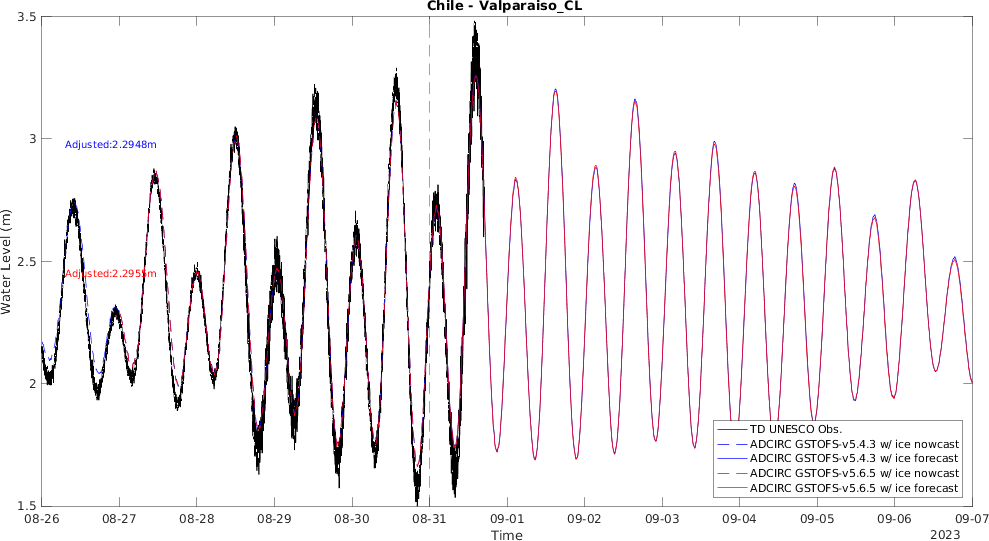 Chile - Valparaiso_CL
3.5
3
2.5
2
1.5
Water Level (m)
Adjusted:2.2948m
Adjusted:2.2955m
TD UNESCO Obs.
ADCIRC GSTOFS-v5.4.3 w/ ice nowcast
ADCIRC GSTOFS-v5.4.3 w/ ice forecast
ADCIRC GSTOFS-v5.6.5 w/ ice nowcast
ADCIRC GSTOFS-v5.6.5 w/ ice forecast
08-26 08-27 08-28 08-29 08-30 08-31 09-01 09-02 09-03 09-04 09-05 09-06 09-07
Time
2023